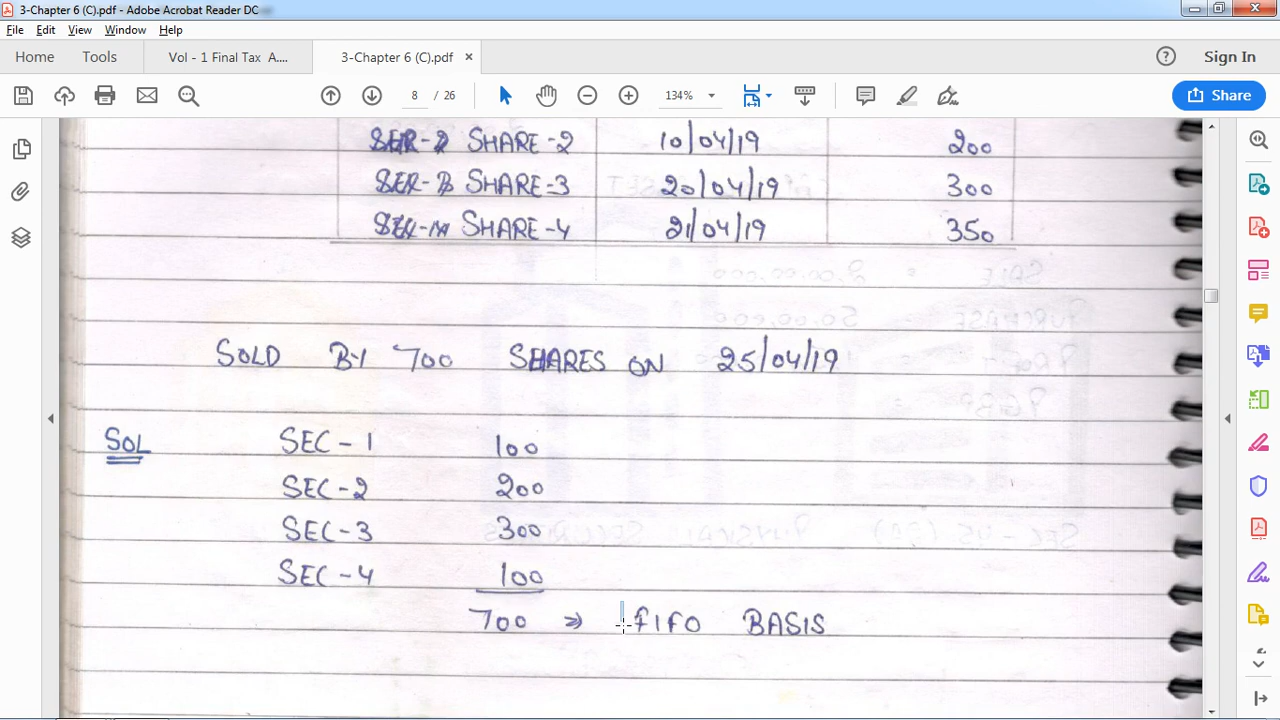 3-Chapter 6 (C).pdf - Adobe Acrobat Reader DC
File Edit View Window Help
Home Tools Vol - 1 Final Tax A.... 3-Chapter 6 (C).pdf × Sign In
8 / 26 134% Share
SHARE-2 10/04/19 200
SHARE-3 20/04/19 300
SHARE-4 21/04/19 350
SOLD 700 SHARES ON 25/04/19
SOL SEC-1 100
SEC-2 200
SEC-3 300
SEC-4 100
700 ⇒ FIFO BASIS